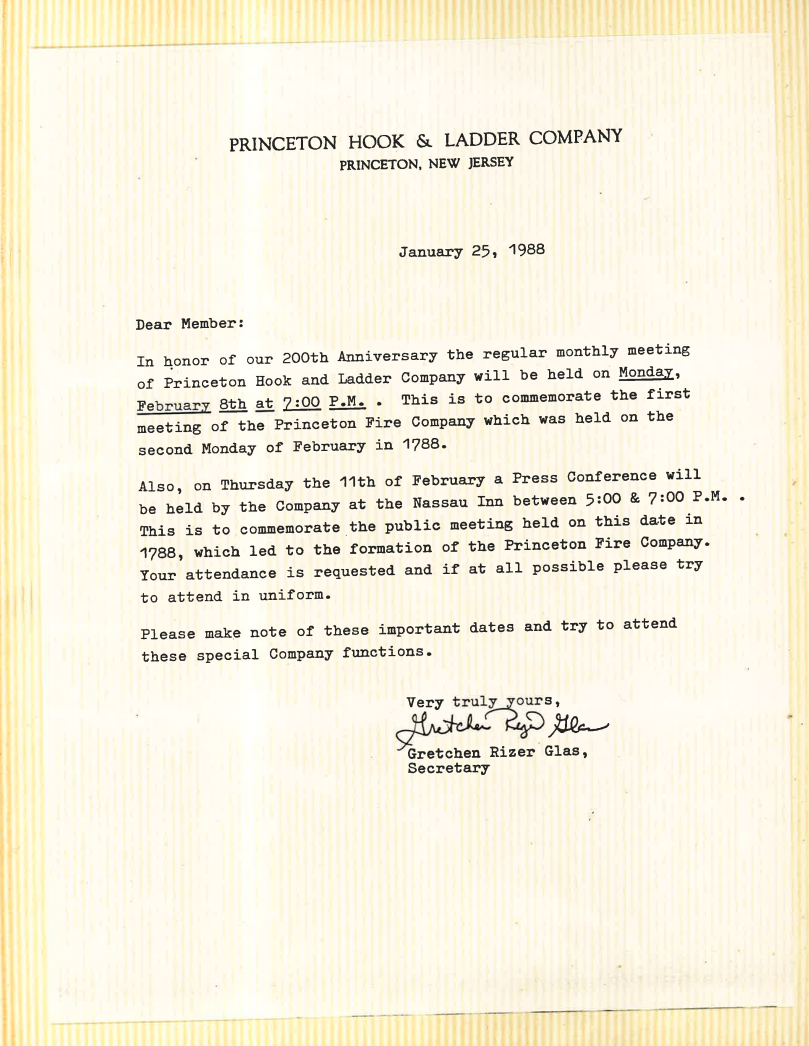 PRINCETON HOOK & LADDER COMPANY
PRINCETON, NEW JERSEY
January 25, 1988
Dear Member:
In honor of our 200th Anniversary the regular monthly meeting
of Princeton Hook and Ladder Company will be held on Monday,
February 8th at 7:00 P.M. . This is to commemorate the first
meeting of the Princeton Fire Company which was held on the
second Monday of February in 1788.
Also, on Thursday the 11th of February a Press Conference will
be held by the Company at the Nassau Inn between 5:00 & 7:00 P.M. .
This is to commemorate the public meeting held on this date in
1788, which led to the formation of the Princeton Fire Company.
Your attendance is requested and if at all possible please try
to attend in uniform.
Please make note of these important dates and try to attend
these special Company functions.
Very truly yours,
Gretchen Rizer Glas
Gretchen Rizer Glas,
Secretary